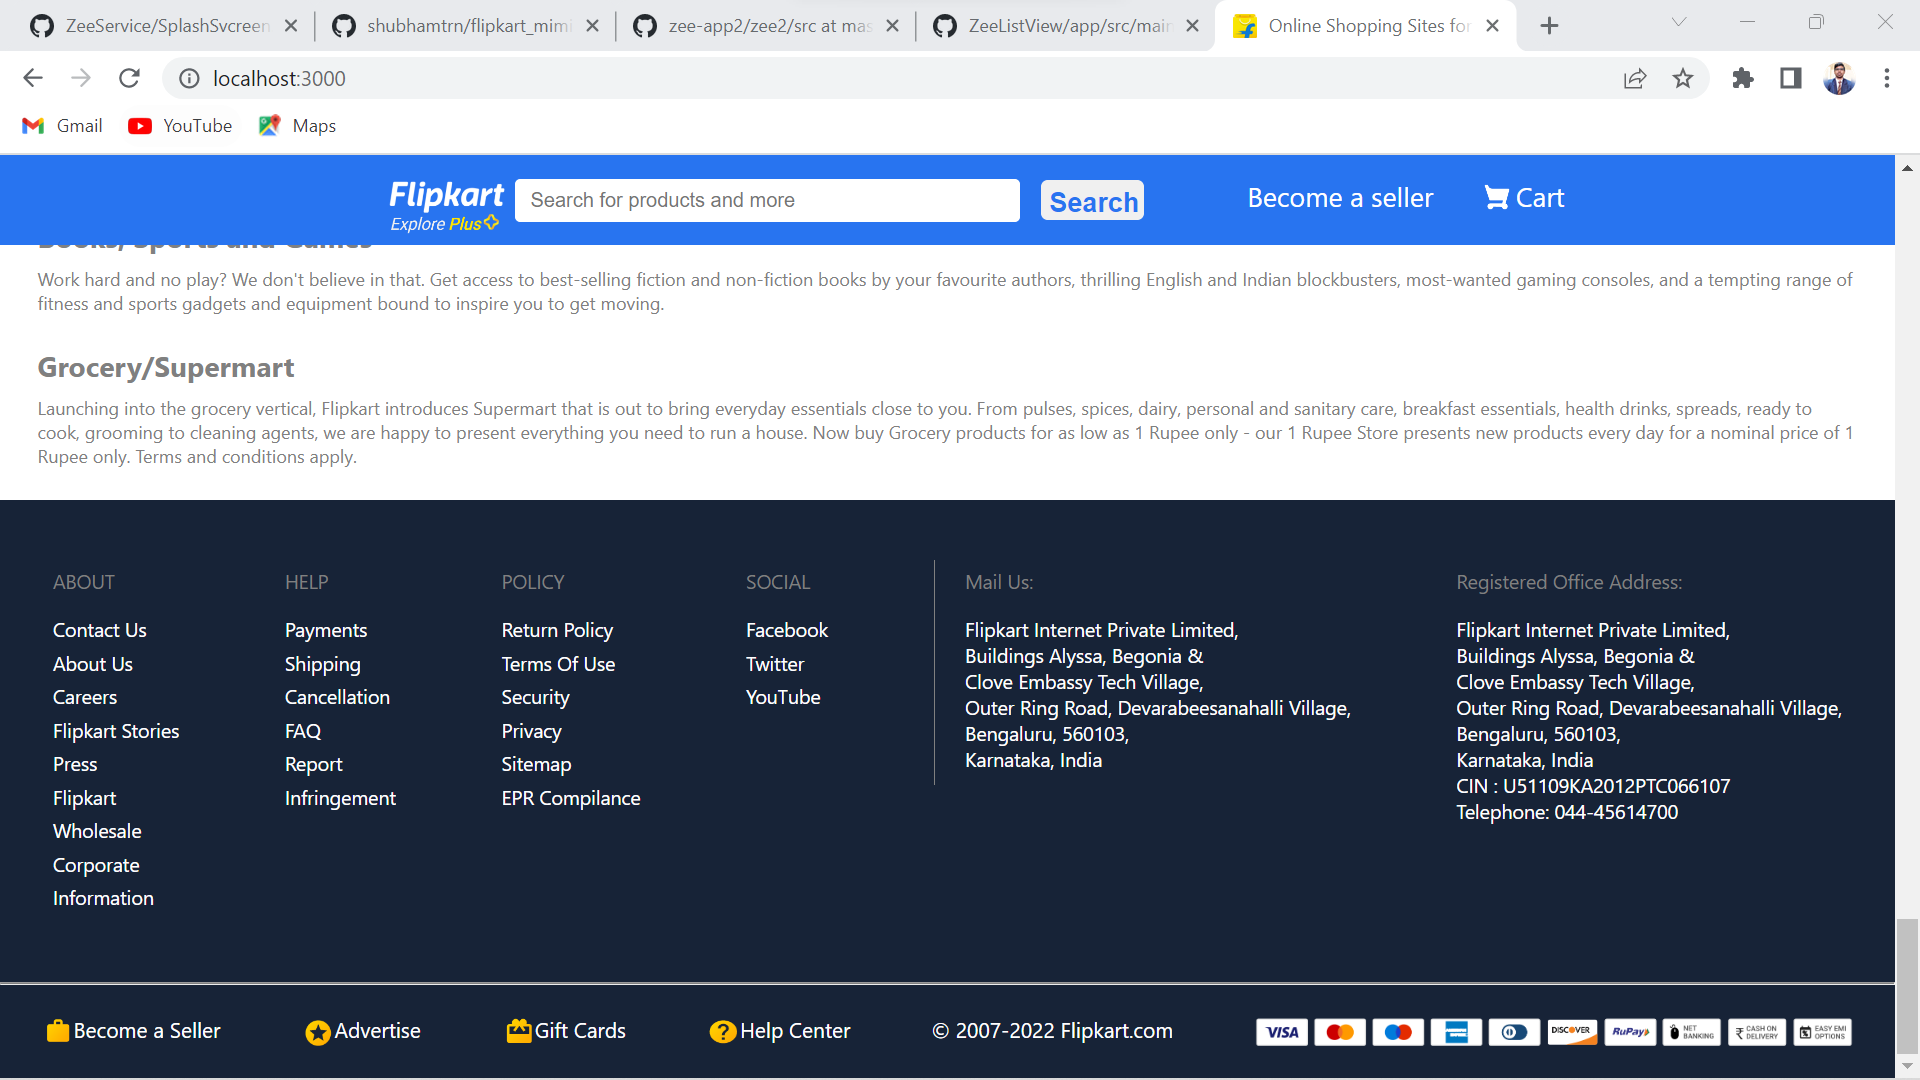 ZeeService/SplashSvcreen
shubhamtrn/flipkart_mimi
zee-app2/zee2/src at mas
ZeeListView/app/src/main
Online Shopping Sites for
localhost:3000
Gmail
YouTube
Maps
Flipkart
Explore Plus
Search for products and more
Search
Become a seller
Cart
Books/ Sports and Games
Work hard and no play? We don't believe in that. Get access to best-selling fiction and non-fiction books by your favourite authors, thrilling English and Indian blockbusters, most-wanted gaming consoles, and a tempting range of
fitness and sports gadgets and equipment bound to inspire you to get moving.
Grocery/Supermart
Launching into the grocery vertical, Flipkart introduces Supermart that is out to bring everyday essentials close to you. From pulses, spices, dairy, personal and sanitary care, breakfast essentials, health drinks, spreads, ready to
cook, grooming to cleaning agents, we are happy to present everything you need to run a house. Now buy Grocery products for as low as 1 Rupee only - our 1 Rupee Store presents new products every day for a nominal price of 1
Rupee only. Terms and conditions apply.
ABOUT
Contact Us
About Us
Careers
Flipkart Stories
Press
Flipkart
Wholesale
Corporate
Information
HELP
Payments
Shipping
Cancellation
FAQ
Report
Infringement
POLICY
Return Policy
Terms Of Use
Security
Privacy
Sitemap
EPR Compilance
SOCIAL
Facebook
Twitter
YouTube
Mail Us:
Flipkart Internet Private Limited,
Buildings Alyssa, Begonia &
Clove Embassy Tech Village,
Outer Ring Road, Devarabeesanahalli Village,
Bengaluru, 560103,
Karnataka, India
Registered Office Address:
Flipkart Internet Private Limited,
Buildings Alyssa, Begonia &
Clove Embassy Tech Village,
Outer Ring Road, Devarabeesanahalli Village,
Bengaluru, 560103,
Karnataka, India
CIN : U51109KA2012PTC066107
Telephone: 044-45614700
Become a Seller
Advertise
Gift Cards
Help Center
© 2007-2022 Flipkart.com
VISA
DISCOVER
RuPay
NET
BANKING
₹ CASH ON
DELIVERY
EASY EMI
OPTIONS